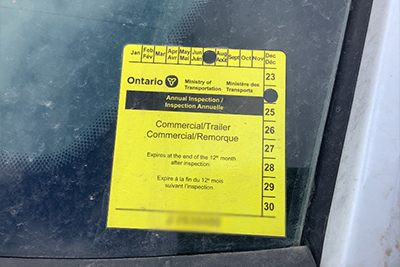 Jan Feb Mar Apr May Jun Aug Sept Oct Nov Dec
Fév Avr Mai Juin Août Déc
23
Ontario Ministry of Transportation Ministère des Transports
Annual Inspection /
Inspection Annuelle
25
Commercial/Trailer
26
Commercial/Remorque
27
Expires at the end of the 12th month
after inspection.
28
Expire à la fin du 12e mois
suivant l'inspection.
29
30